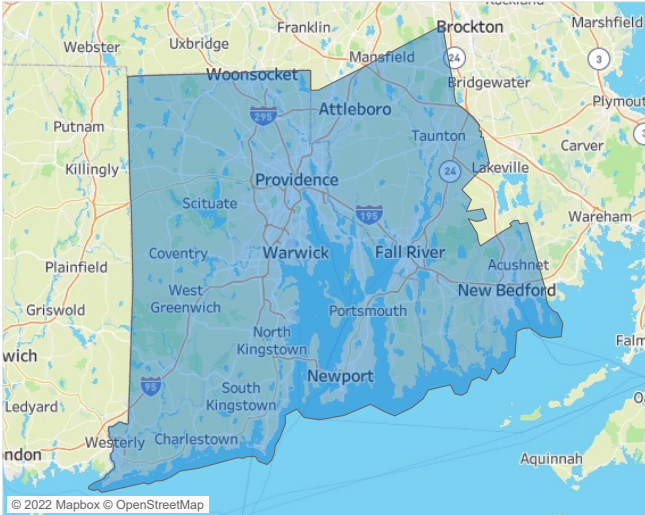 Franklin
Brockton
Marshfield
Webster
Uxbridge
Mansfield
24
3
Woonsocket
Bridgewater
295
Attleboro
Plymout
Putnam
Taunton
3
Carver
Killingly
24
Lakeville
Providence
Scituate
195
Wareham
Coventry
Warwick
Fall River
Plainfield
Acushnet
West
Greenwich
New Bedford
Griswold
Portsmouth
North
Kingstown
Falm
wich
Newport
95
South
Kingstown
Ledyard
Westerly
Charlestown
ndon
Aquinnah
© 2022 Mapbox © OpenStreetMap